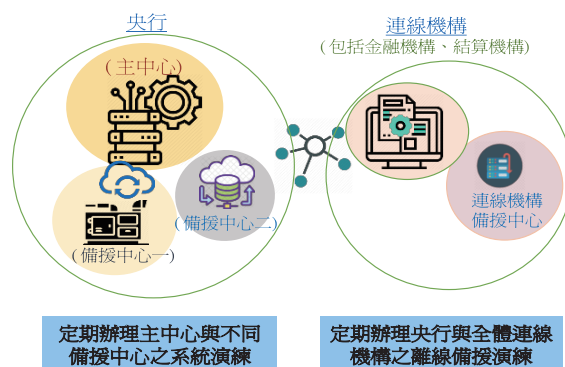 央行
(主中心)
(備援中心一)
(備援中心二)
定期辦理主中心與不同
備援中心之系統演練
連線機構
(包括金融機構、結算機構)
連線機構
備援中心
定期辦理央行與全體連線
機構之離線備援演練